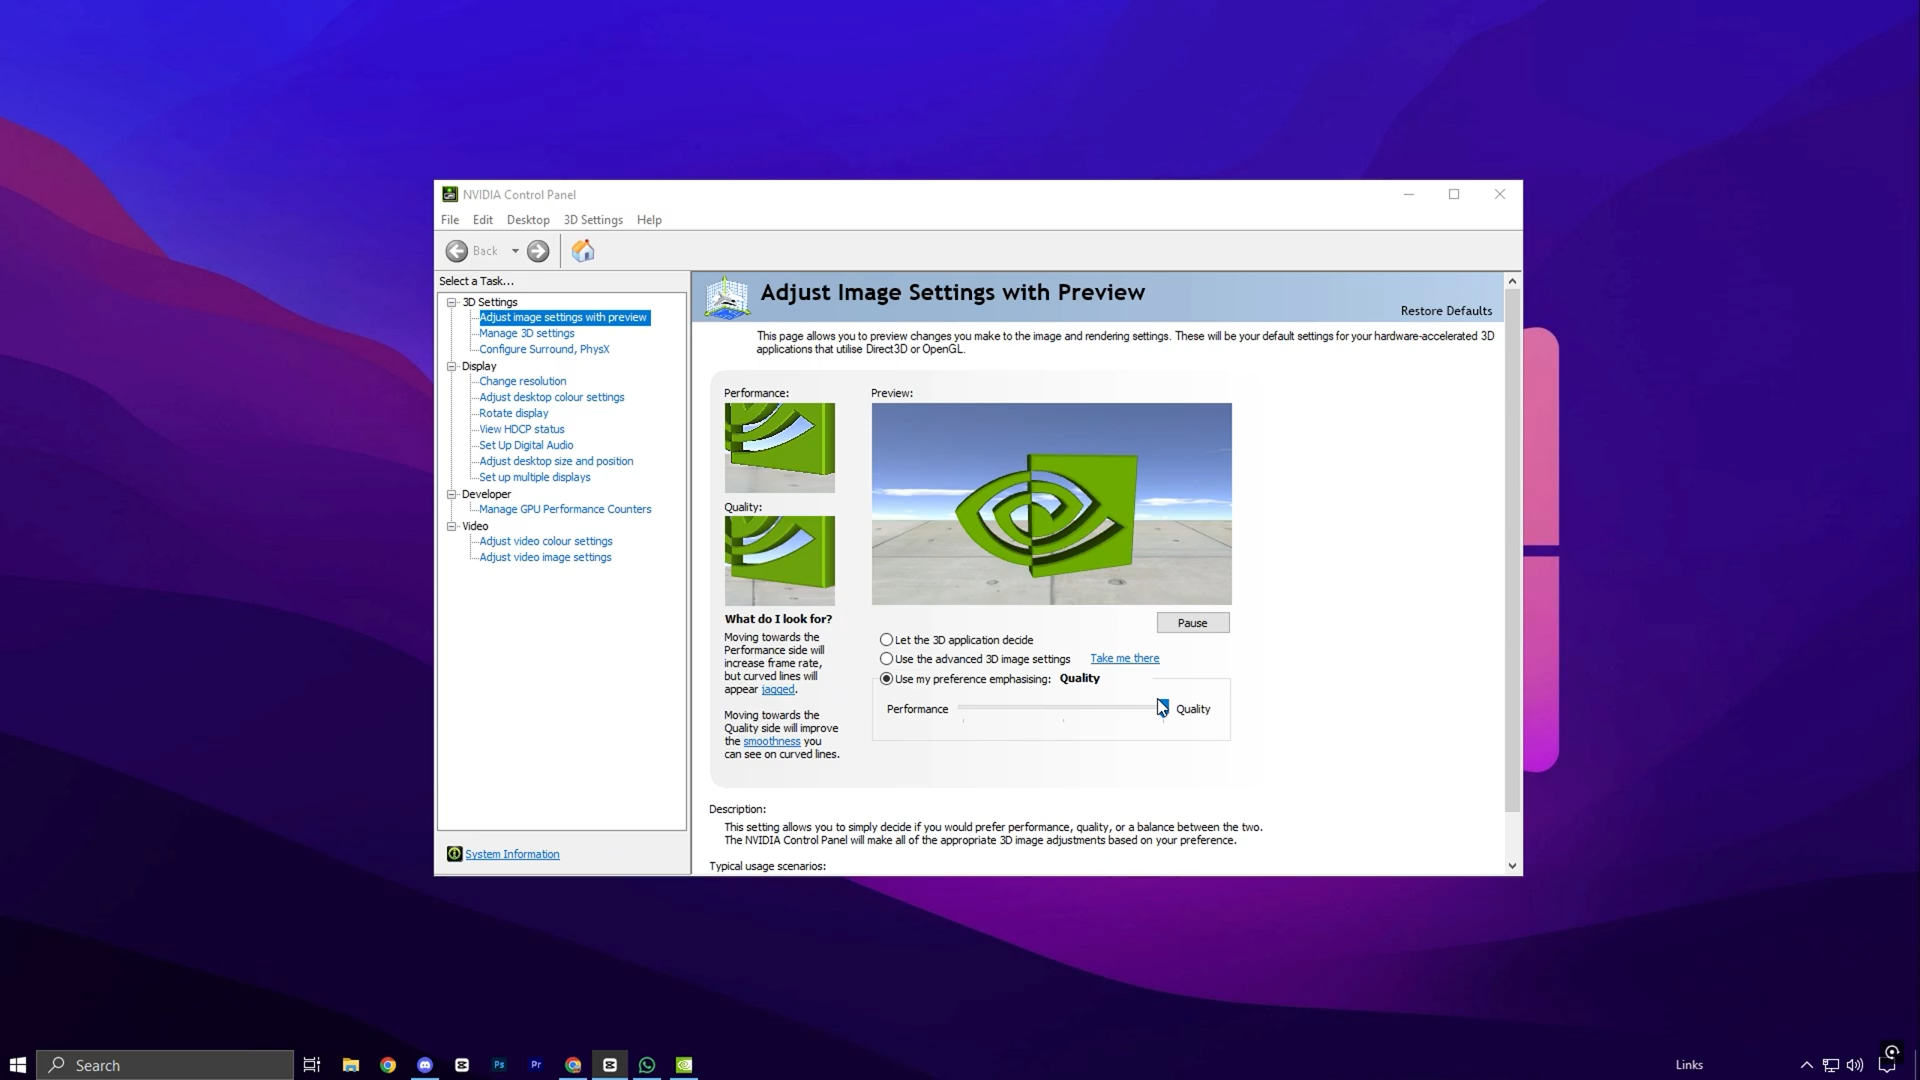 NVIDIA Control Panel
File Edit Desktop 3D Settings Help
Back
Select a Task...
3D Settings
Adjust image settings with preview
Manage 3D settings
Configure Surround, PhysX
Display
Change resolution
Adjust desktop colour settings
Rotate display
View HDCP status
Set Up Digital Audio
Adjust desktop size and position
Set up multiple displays
Developer
Manage GPU Performance Counters
Video
Adjust video colour settings
Adjust video image settings
System Information
Adjust Image Settings with Preview
Restore Defaults
This page allows you to preview changes you make to the image and rendering settings. These will be your default settings for your hardware-accelerated 3D
applications that utilise Direct3D or OpenGL.
Performance:
Quality:
What do I look for?
Moving towards the
Performance side will
increase frame rate,
but curved lines will
appear jagged.
Moving towards the
Quality side will improve
the smoothness you
can see on curved lines.
Preview:
Pause
Let the 3D application decide
Use the advanced 3D image settings Take me there
Use my preference emphasising: Quality
Performance Quality
Description:
This setting allows you to simply decide if you would prefer performance, quality, or a balance between the two.
The NVIDIA Control Panel will make all of the appropriate 3D image adjustments based on your preference.
Typical usage scenarios:
Search
Ps
Pr
Links